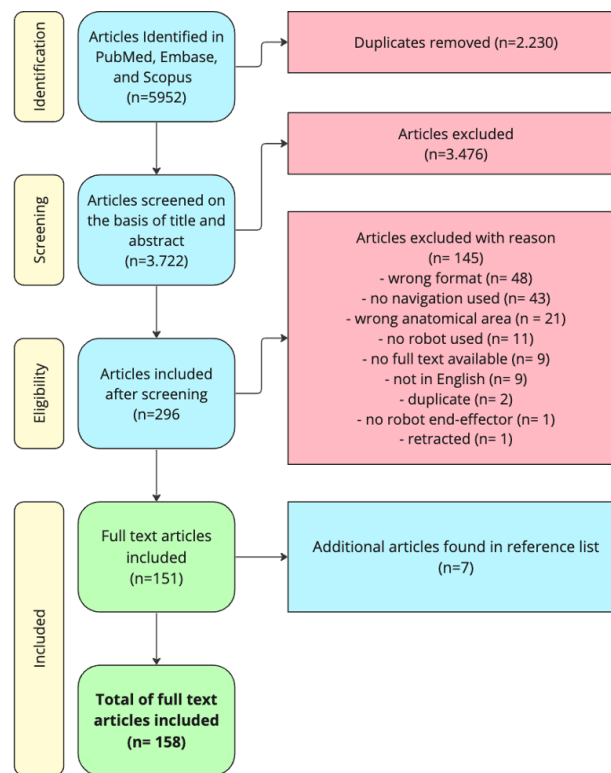 Identification
Articles Identified in
PubMed, Embase,
and Scopus
(n=5952)
Duplicates removed (n=2.230)
Articles excluded
(n=3.476)
Screening
Articles screened on
the basis of title and
abstract
(n=3.722)
Articles excluded with reason
(n= 145)
- wrong format (n= 48)
- no navigation used (n= 43)
- wrong anatomical area (n = 21)
- no robot used (n= 11)
- no full text available (n= 9)
- not in English (n= 9)
- duplicate (n= 2)
- no robot end-effector (n= 1)
- retracted (n= 1)
Eligibility
Articles included
after screening
(n=296
Included
Full text articles
included
(n=151)
Additional articles found in reference list
(n=7)
Total of full text
articles included
(n= 158)